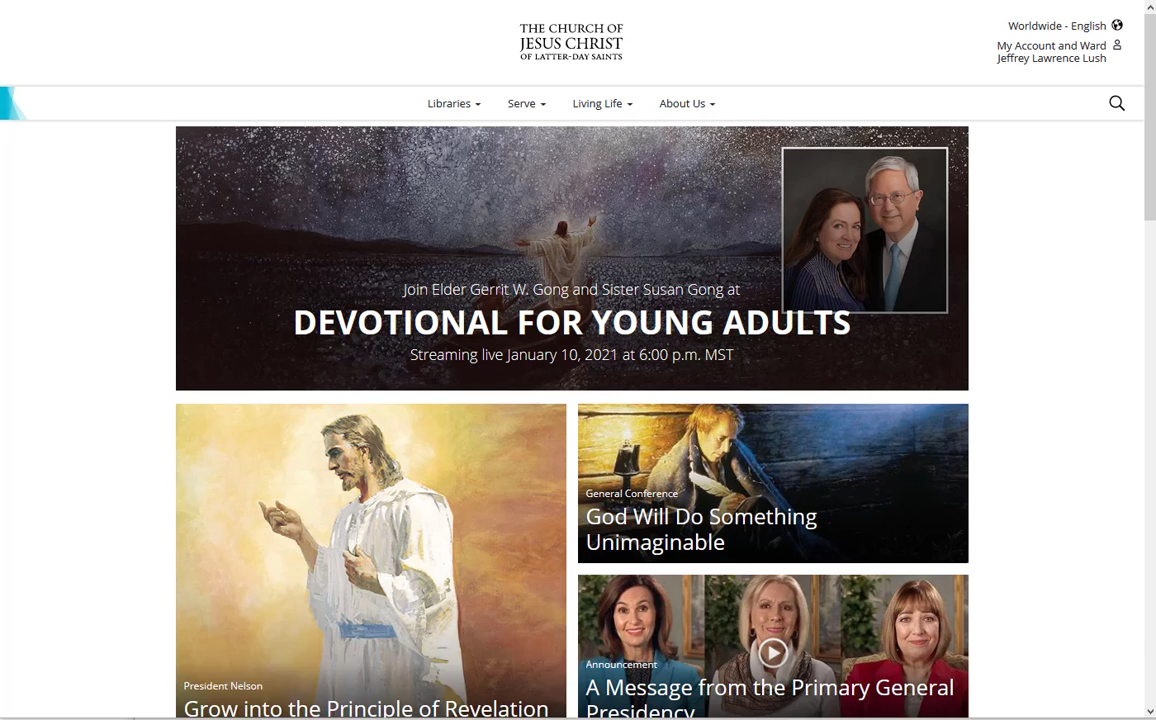 THE CHURCH OF
JESUS CHRIST
OF LATTER-DAY SAINTS
Worldwide - English
My Account and Ward
Jeffrey Lawrence Lush
Libraries
Serve
Living Life
About Us
Join Elder Gerrit W. Gong and Sister Susan Gong at
DEVOTIONAL FOR YOUNG ADULTS
Streaming live January 10, 2021 at 6:00 p.m. MST
President Nelson
Grow into the Principle of Revelation
General Conference
God Will Do Something
Unimaginable
Announcement
A Message from the Primary General
Presidency